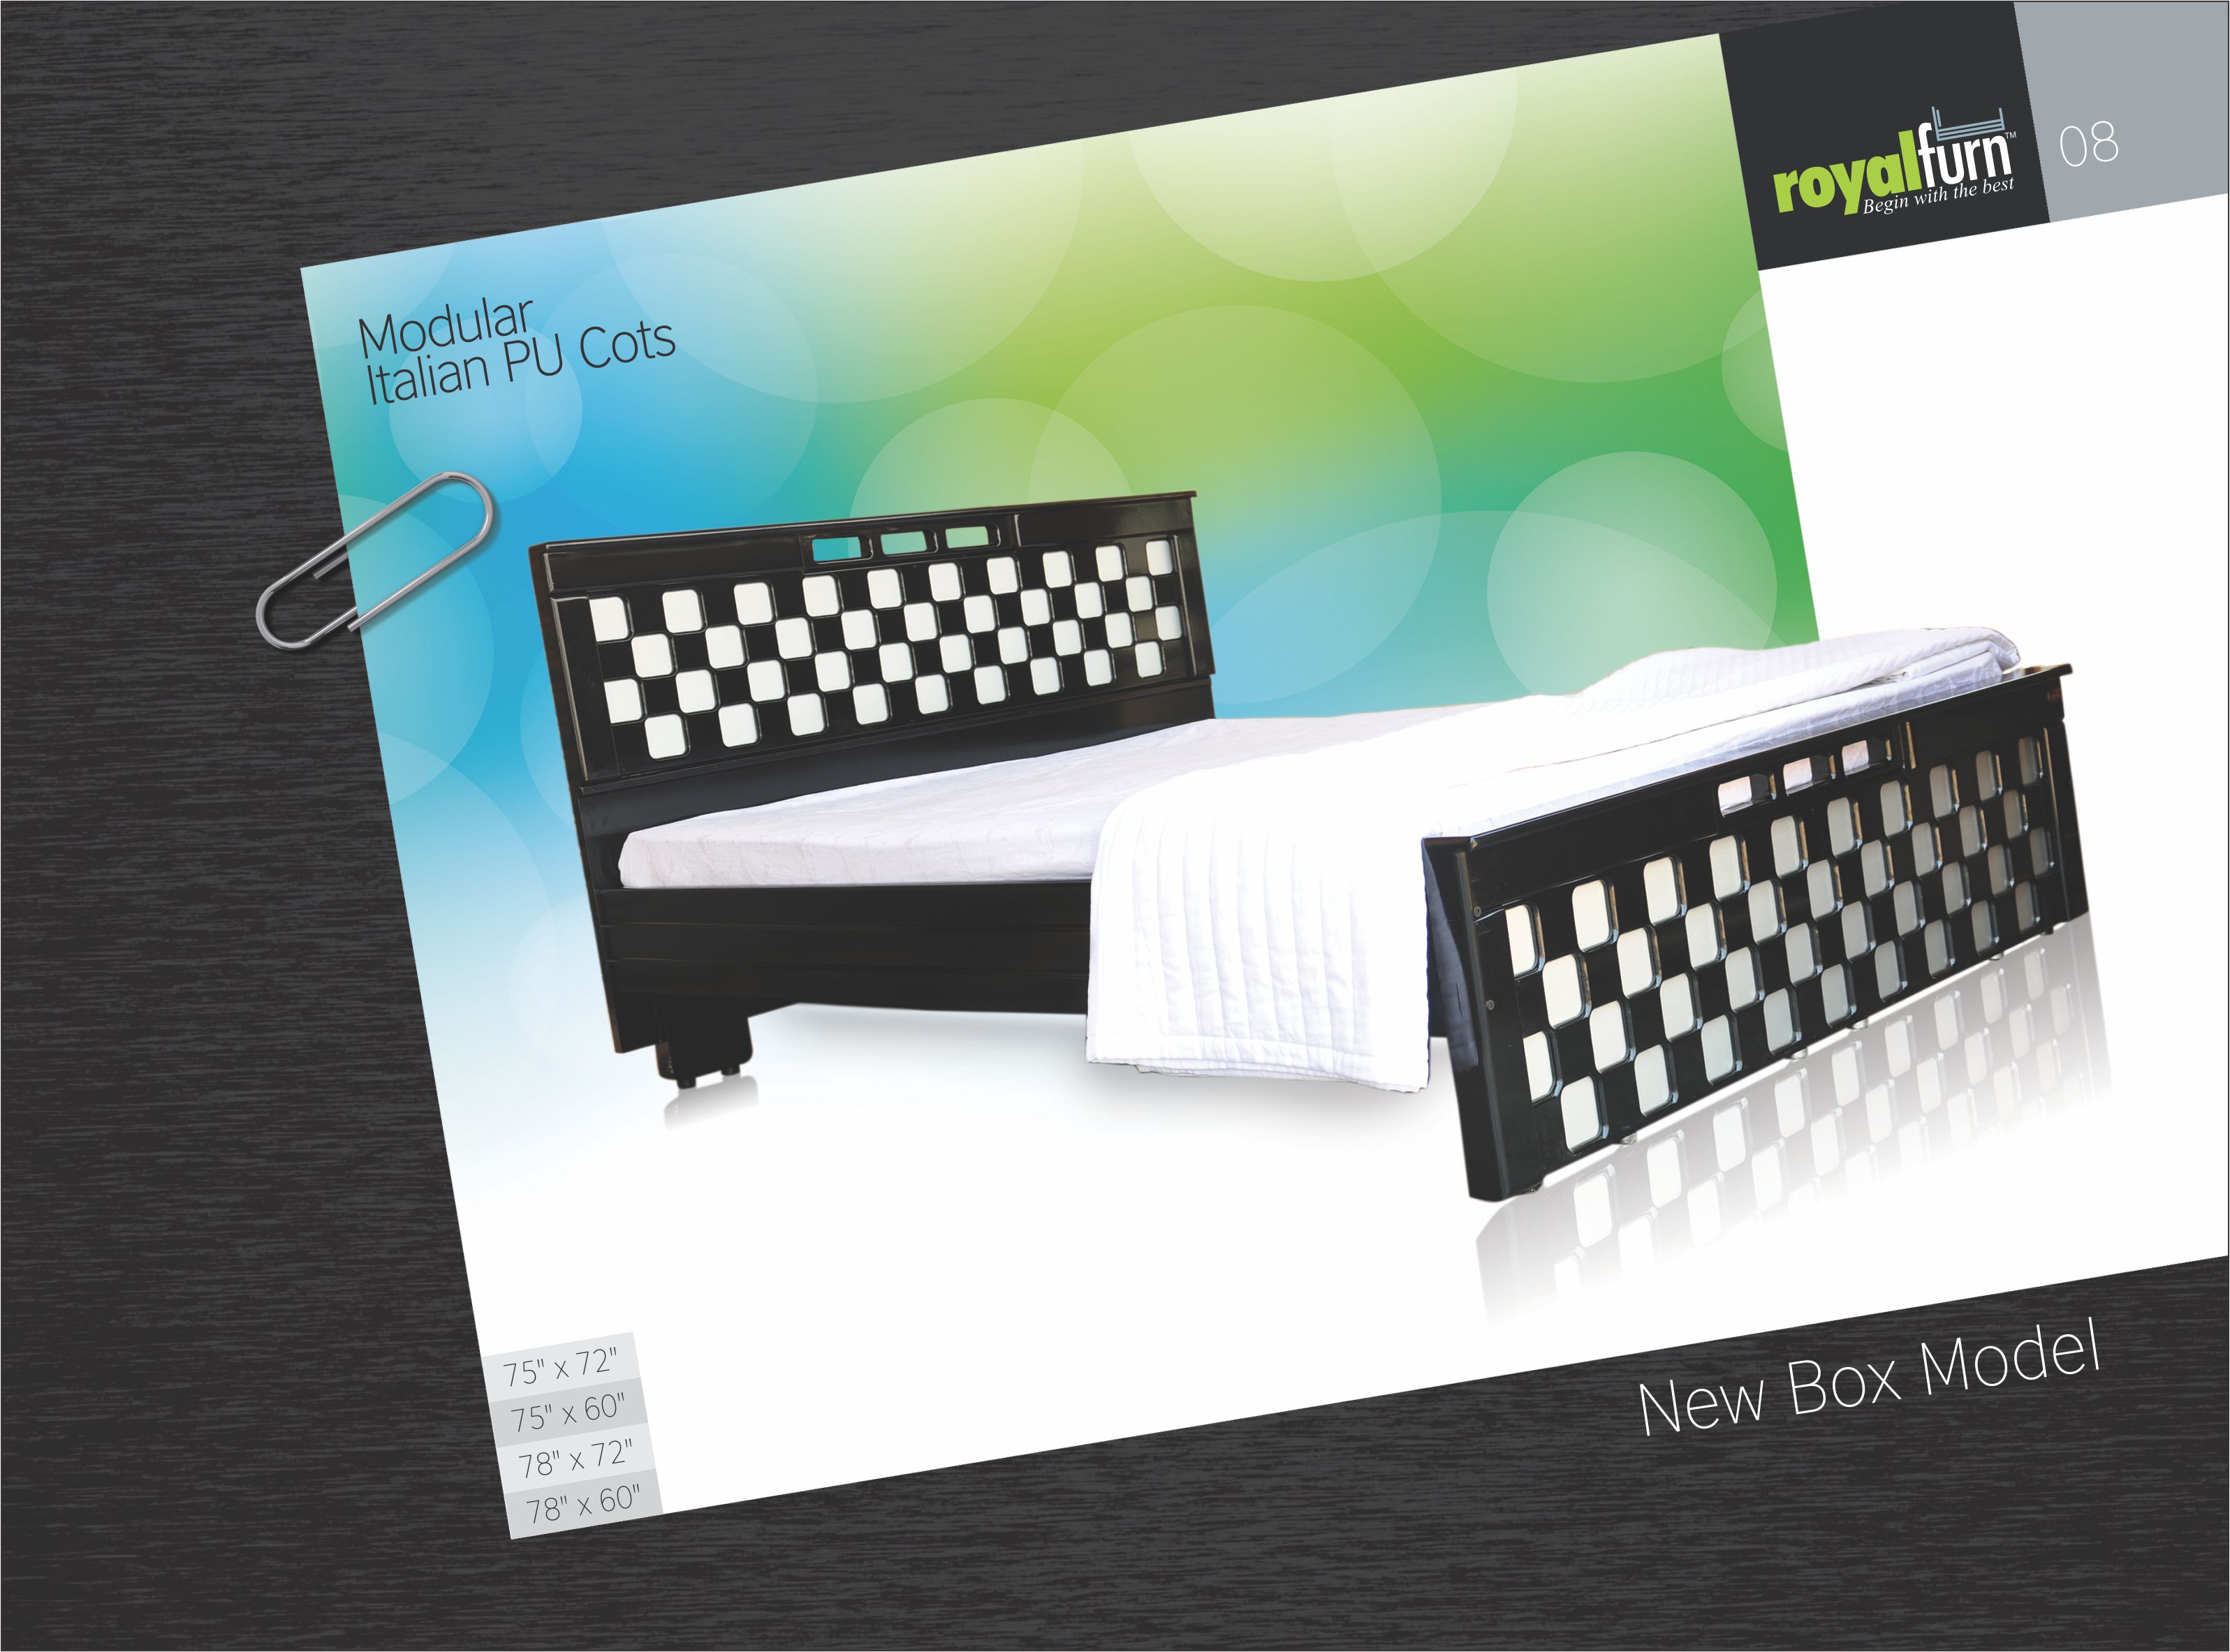 Modular
Italian PU Cots
royalfurn™
Begin with the best
08
75" x 72"
75" x 60"
78" x 72"
78" x 60"
New Box Model